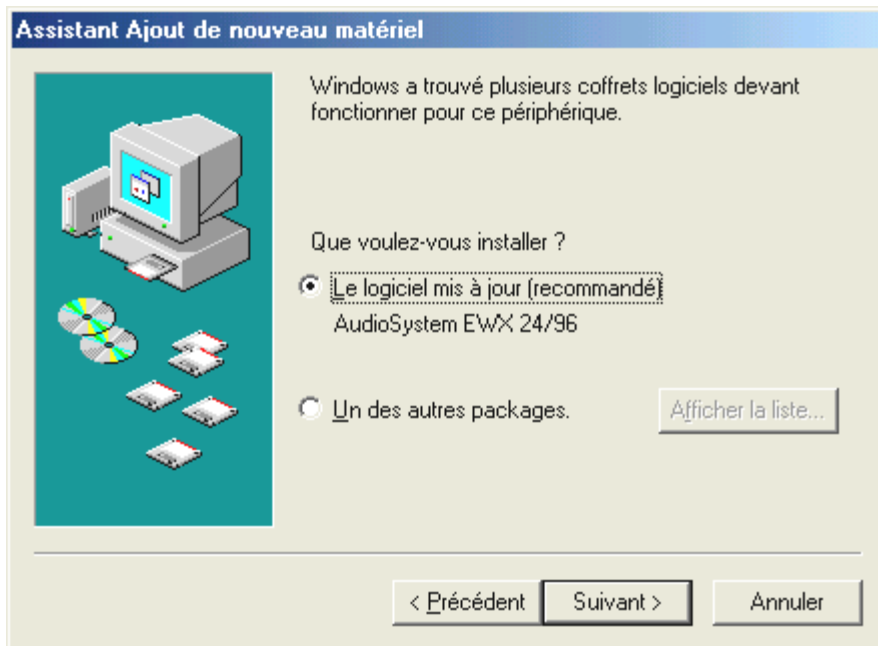 Assistant Ajout de nouveau matériel
Windows a trouvé plusieurs coffrets logiciels devant
fonctionner pour ce périphérique.
Que voulez-vous installer ?
Le logiciel mis à jour (recommandé)
AudioSystem EWX 24/96
Un des autres packages.
Afficher la liste...
< Précédent
Suivant >
Annuler